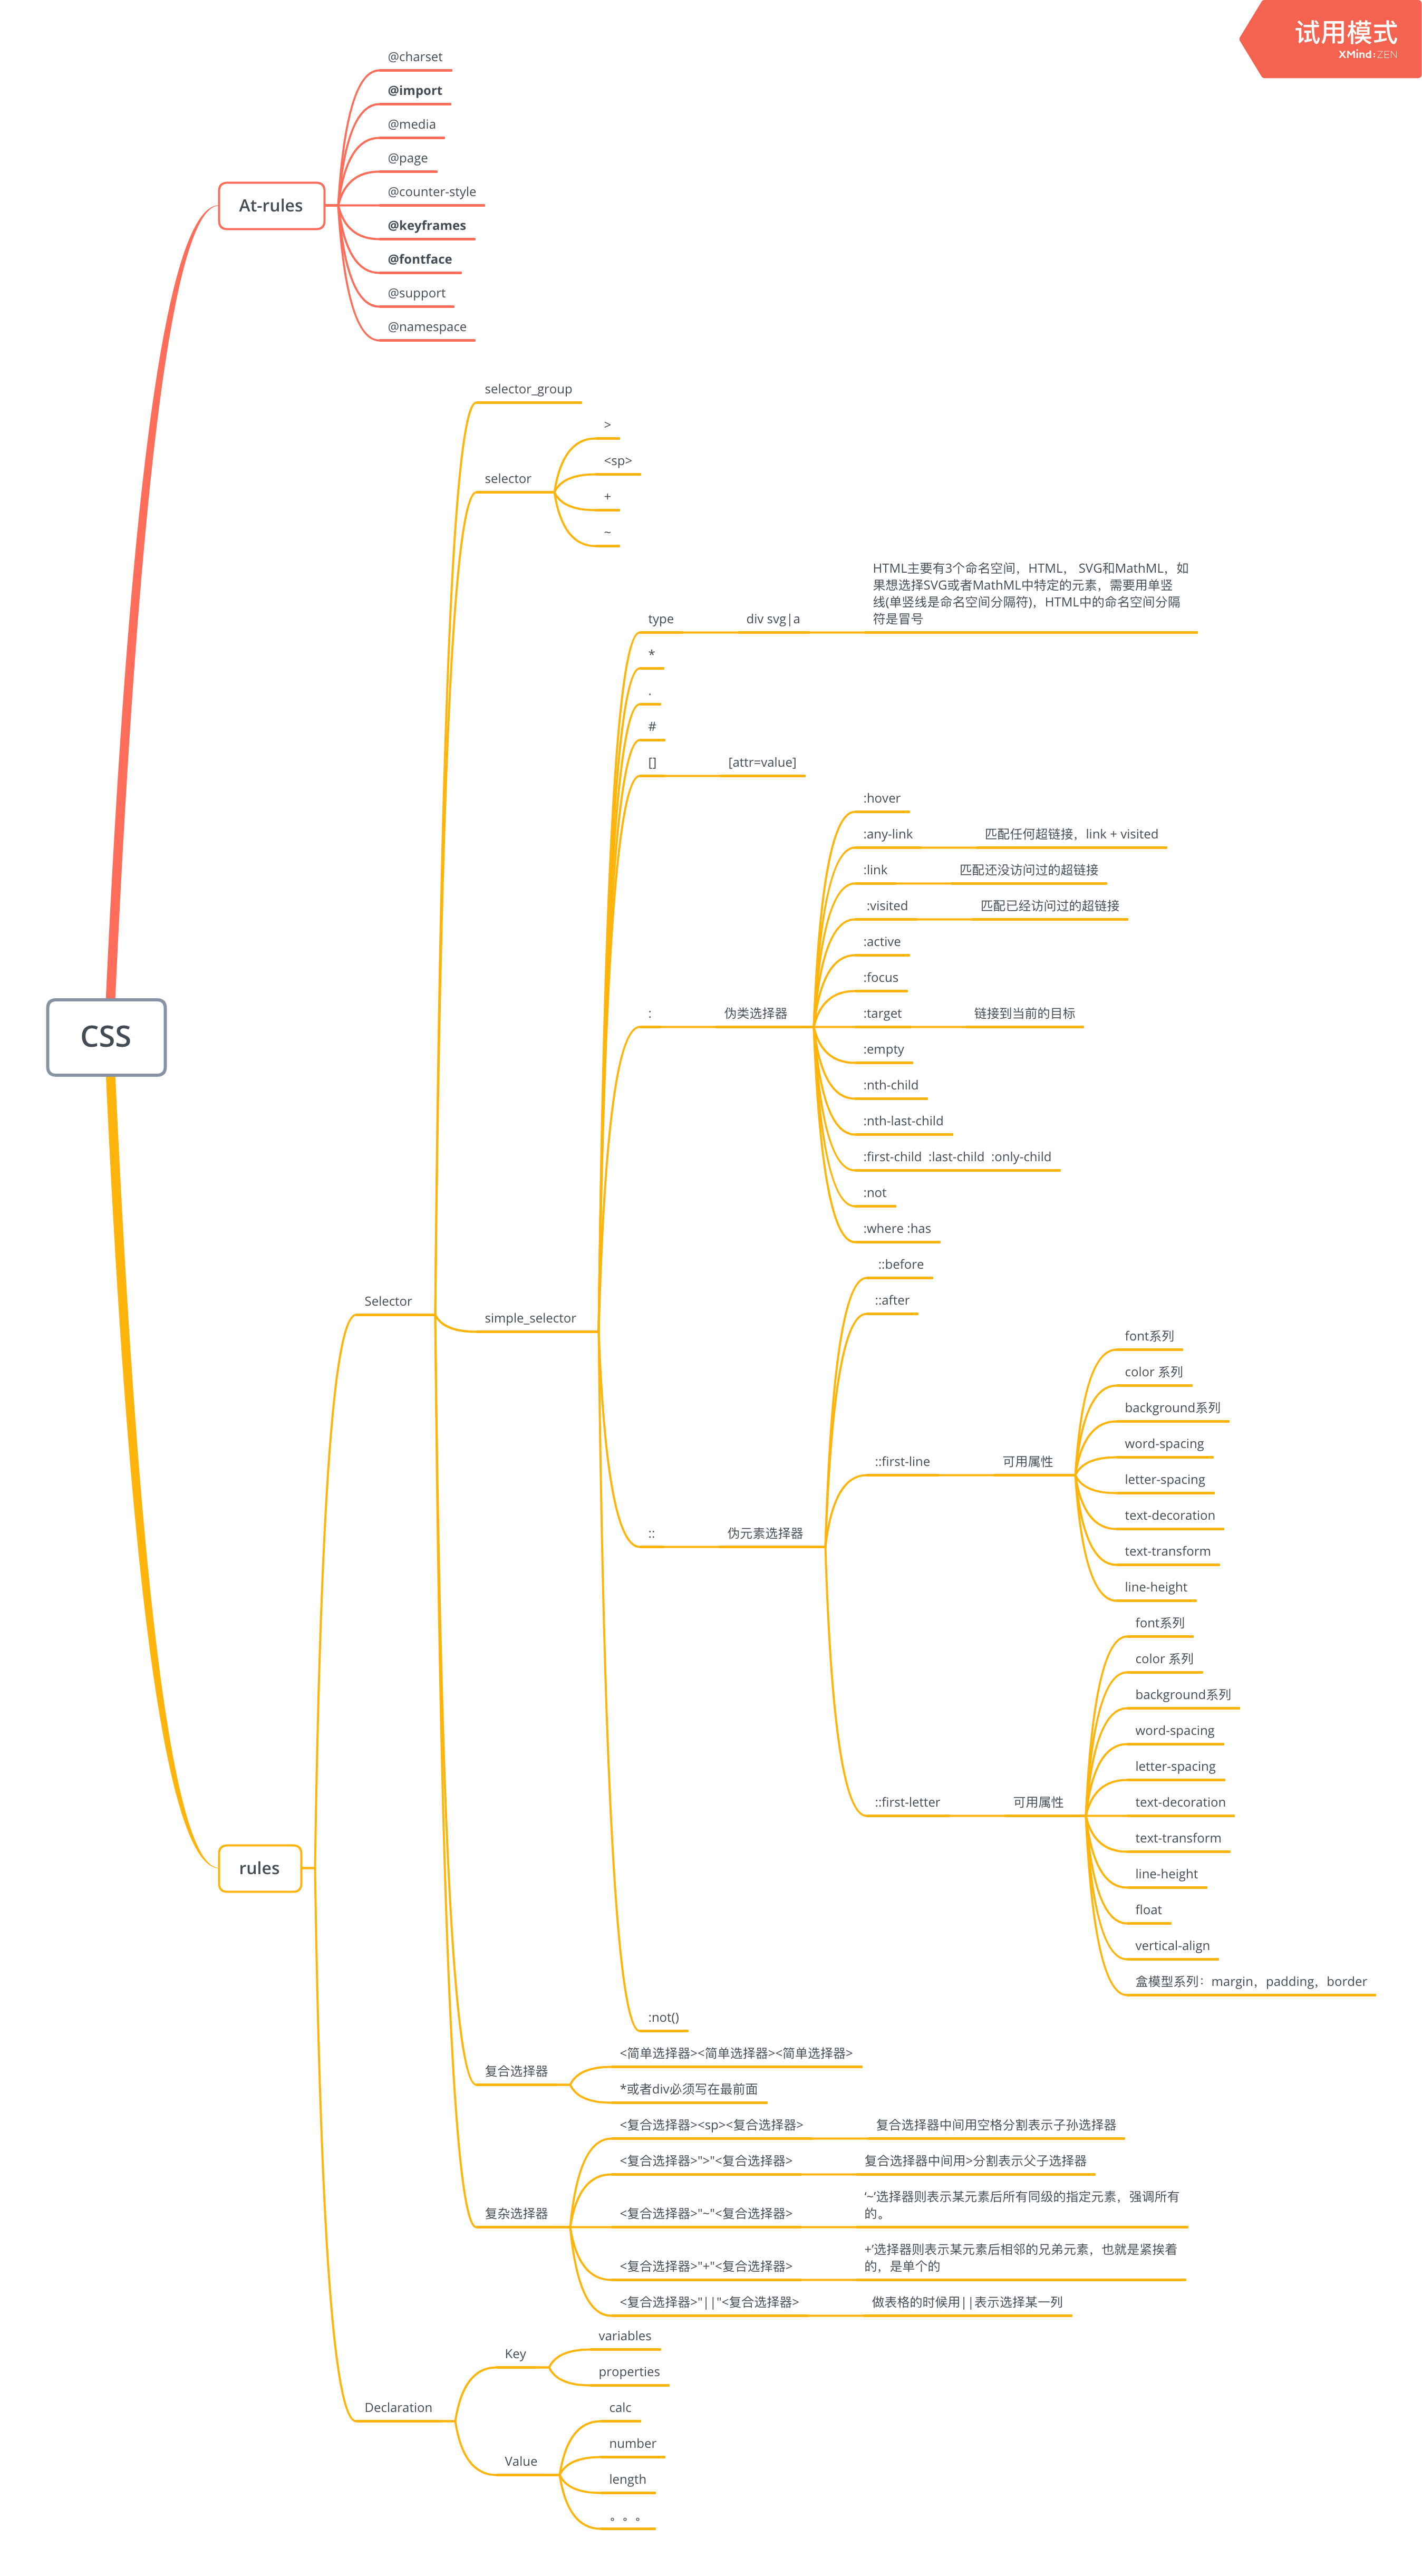 试用模式
XMind:ZEN
@charset
@import
@media
@page
@counter-style
At-rules
@keyframes
@fontface
@support
@namespace
selector_group
>
<sp>
selector
+
~
HTML主要有3个命名空间，HTML， SVG和MathML，如
果想选择SVG或者MathML中特定的元素，需要用单竖
线(单竖线是命名空间分隔符)，HTML中的命名空间分隔
符是冒号
type
div svg|a
*
.
#
[]
[attr=value]
:hover
:any-link
匹配任何超链接，link + visited
:link
匹配还没访问过的超链接
:visited
匹配已经访问过的超链接
:active
:focus
:
伪类选择器
:target
链接到当前的目标
CSS
:empty
:nth-child
:nth-last-child
:first-child :last-child :only-child
:not
:where :has
::before
::after
Selector
simple_selector
font系列
color 系列
background系列
word-spacing
::first-line
可用属性
letter-spacing
text-decoration
::
伪元素选择器
text-transform
line-height
font系列
color 系列
background系列
word-spacing
letter-spacing
::first-letter
可用属性
text-decoration
text-transform
rules
line-height
float
vertical-align
盒模型系列：margin，padding，border
:not()
<简单选择器><简单选择器><简单选择器>
复合选择器
*或者div必须写在最前面
<复合选择器><sp><复合选择器>
复合选择器中间用空格分割表示子孙选择器
<复合选择器>">"<复合选择器>
复合选择器中间用>分割表示父子选择器
‘~’选择器则表示某元素后所有同级的指定元素，强调所有
的。
复杂选择器
<复合选择器>"~"<复合选择器>
+’选择器则表示某元素后相邻的兄弟元素，也就是紧挨着
的，是单个的
<复合选择器>"+"<复合选择器>
<复合选择器>"||"<复合选择器>
做表格的时候用||表示选择某一列
variables
Key
properties
Declaration
calc
number
Value
length
。。。